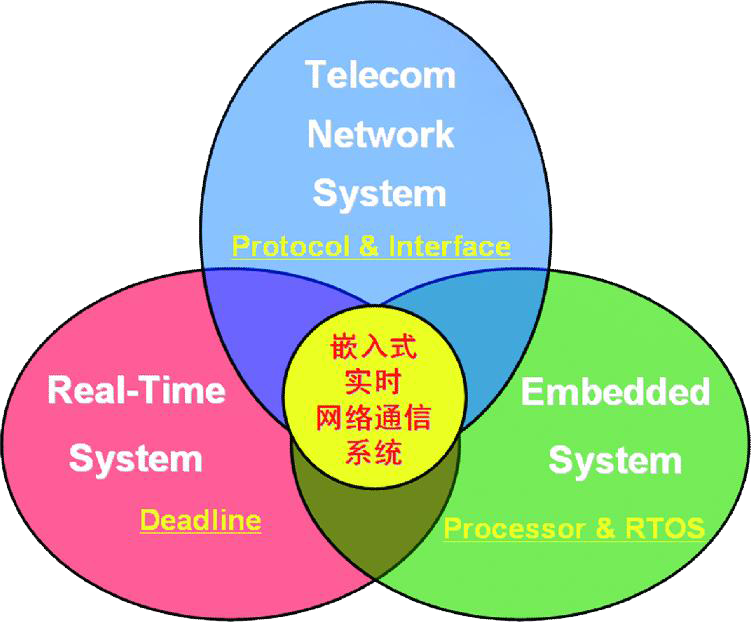 Telecom
Network
System
Protocol & Interface
嵌入式
实时
网络通信
系统
Real-Time
System
Deadline
Embedded
System
Processor & RTOS